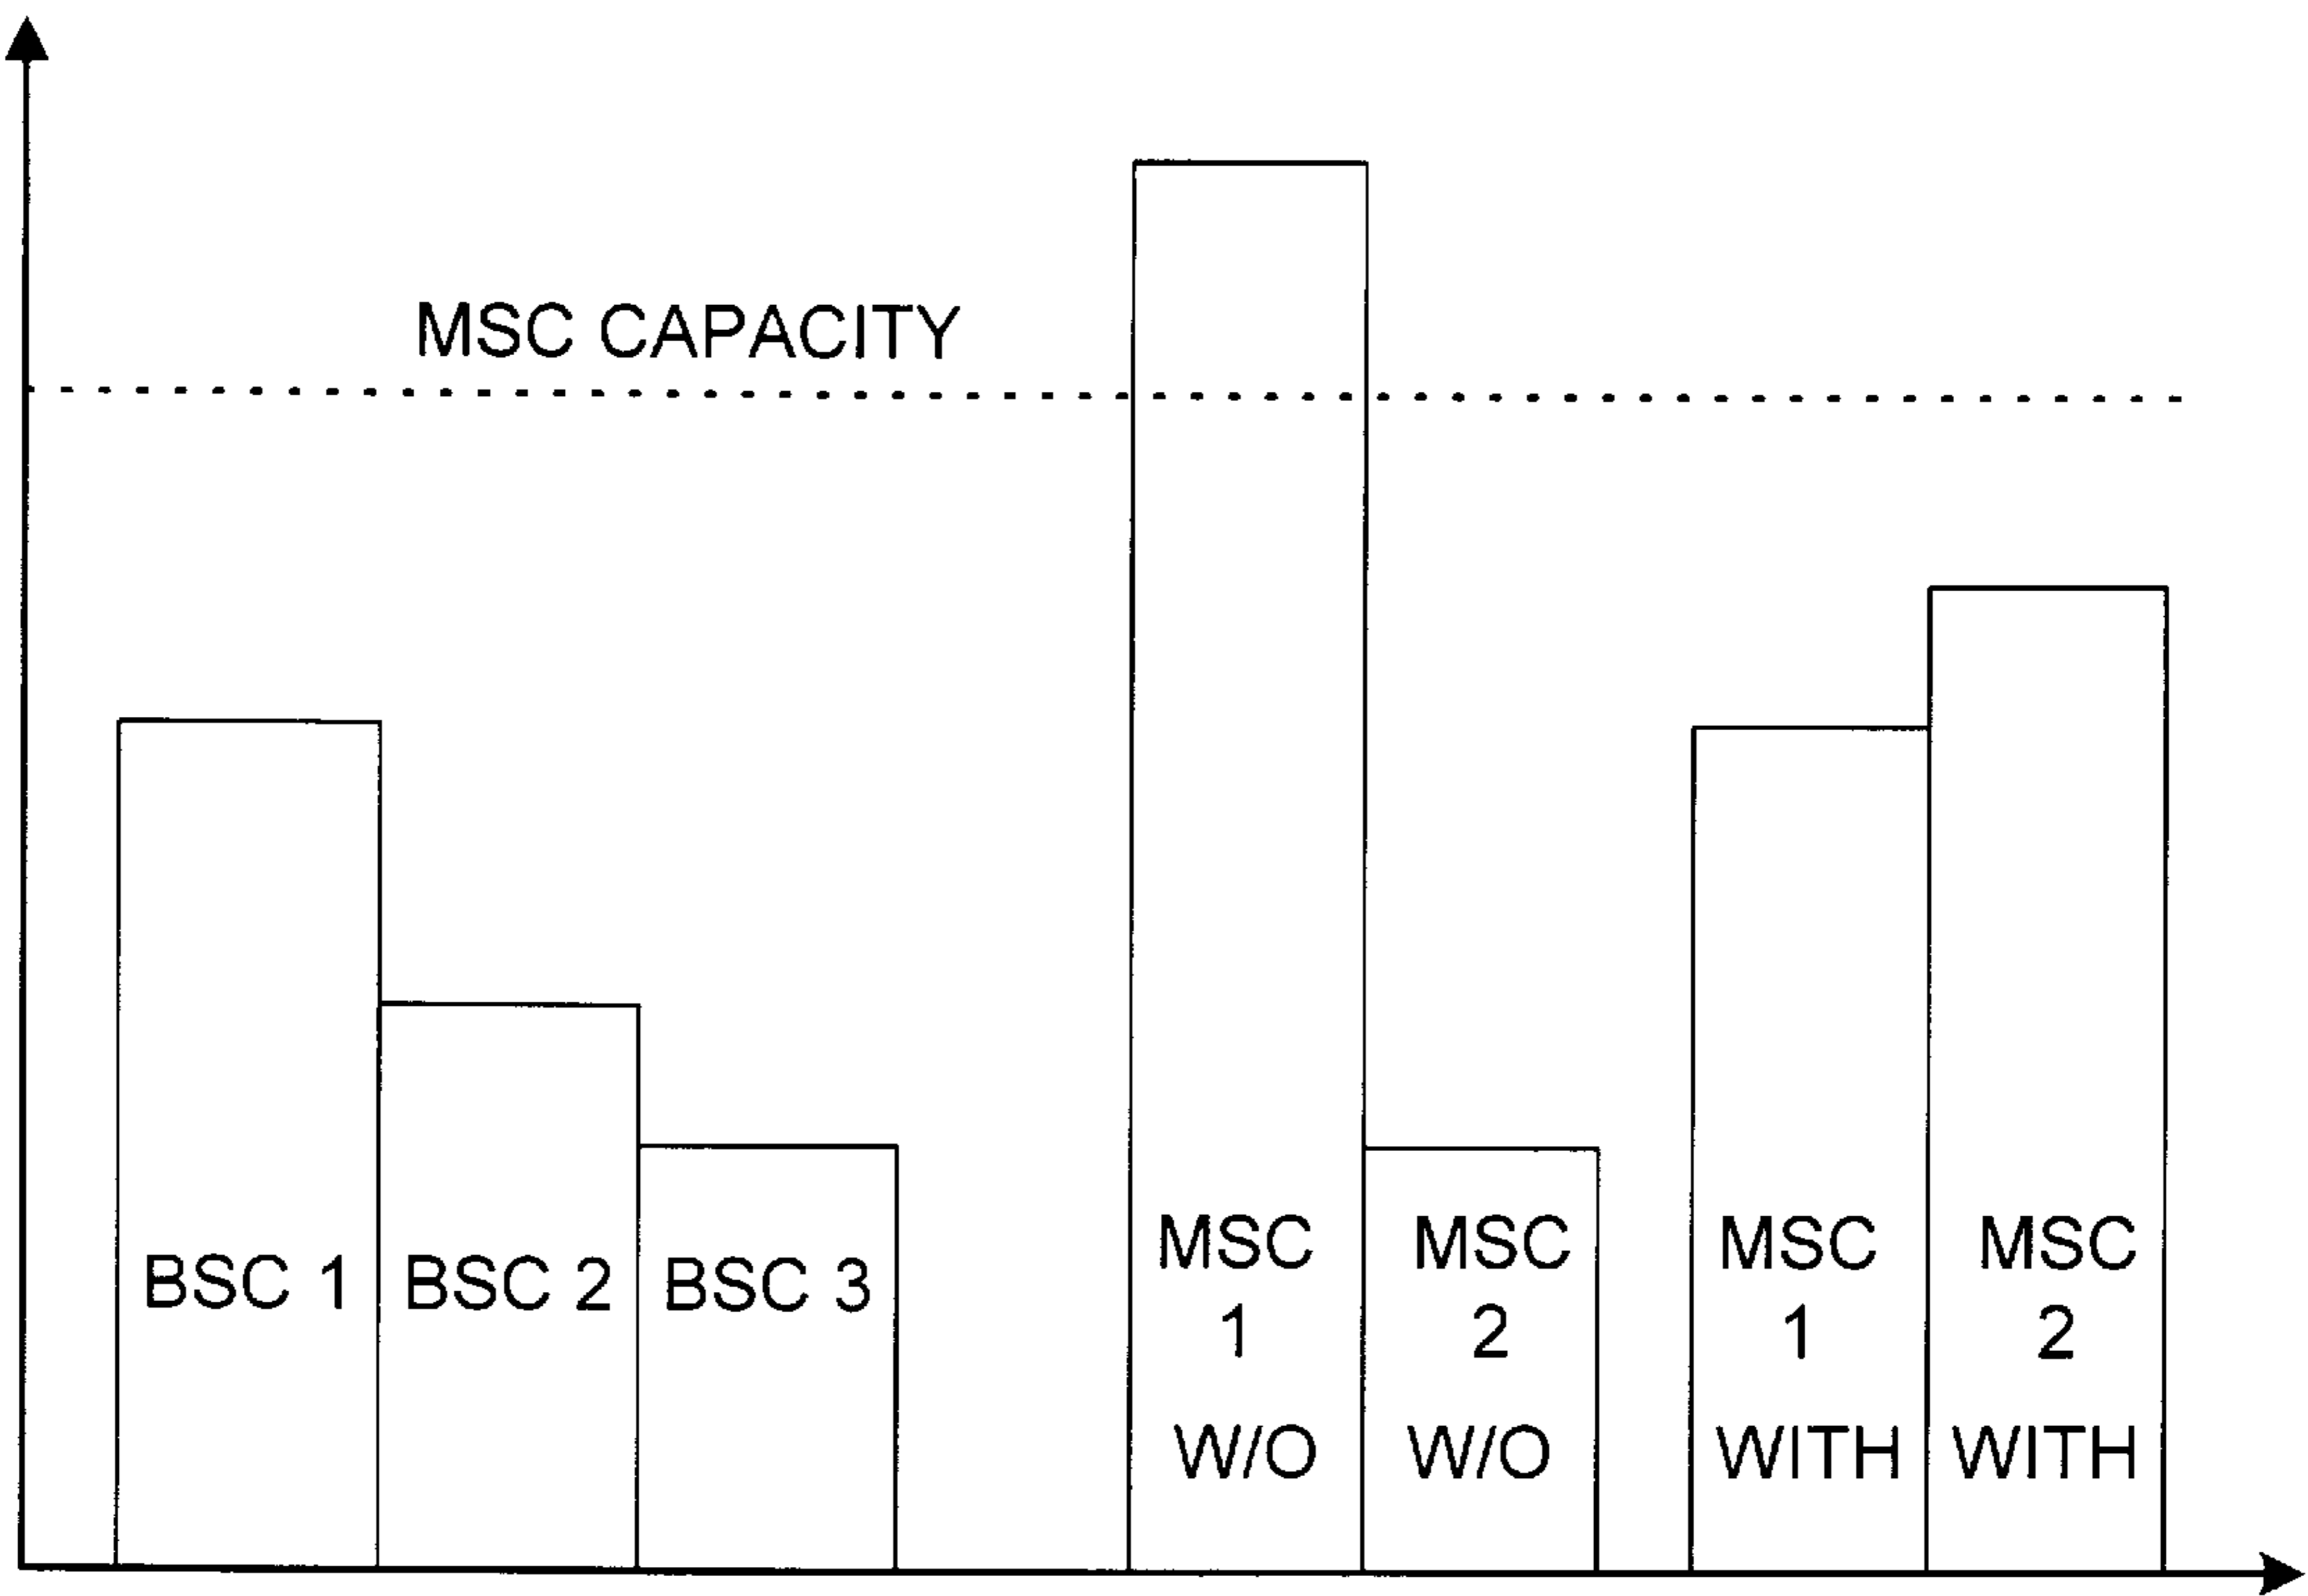 MSC CAPACITY
BSC 1
BSC 2
BSC 3
MSC
1
W/O
MSC
2
W/O
MSC
1
WITH
MSC
2
WITH